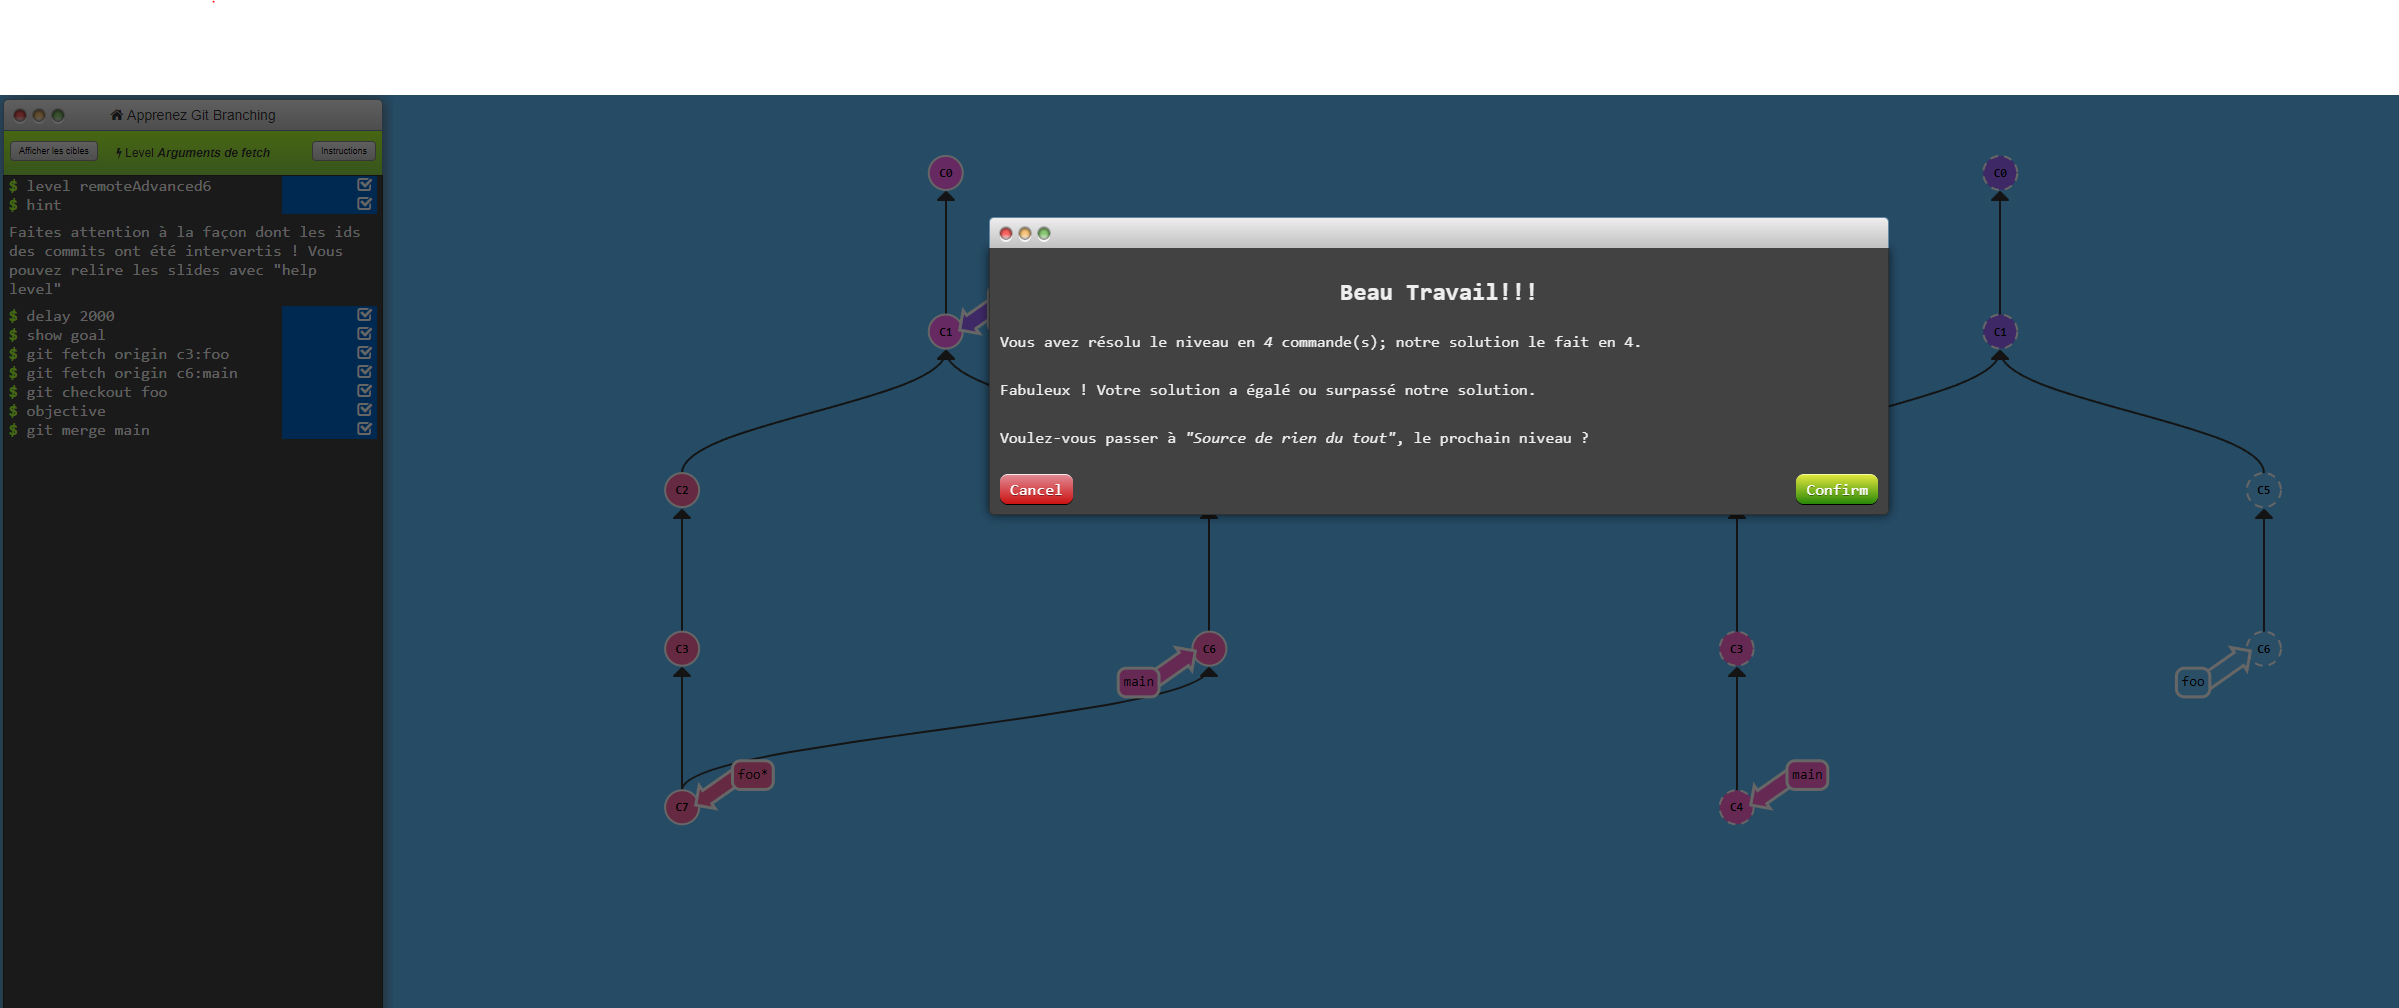 Apprenez Git Branching
Afficher les cibles
Level Arguments de fetch
Instructions
$ level remoteAdvanced6
$ hint
Faites attention à la façon dont les ids
des commits ont été intervertis ! Vous
pouvez relire les slides avec "help
level"
$ delay 2000
$ show goal
$ git fetch origin c3:foo
$ git fetch origin c6:main
$ git checkout foo
$ objective
$ git merge main
C0
C0
C1
C1
Beau Travail!!!
Vous avez résolu le niveau en 4 commande(s); notre solution le fait en 4.
Fabuleux ! Votre solution a égalé ou surpassé notre solution.
Voulez-vous passer à "Source de rien du tout", le prochain niveau ?
Cancel
Confirm
C2
C5
C3
C6
main
C3
C6
foo
foo*
C7
main
C4